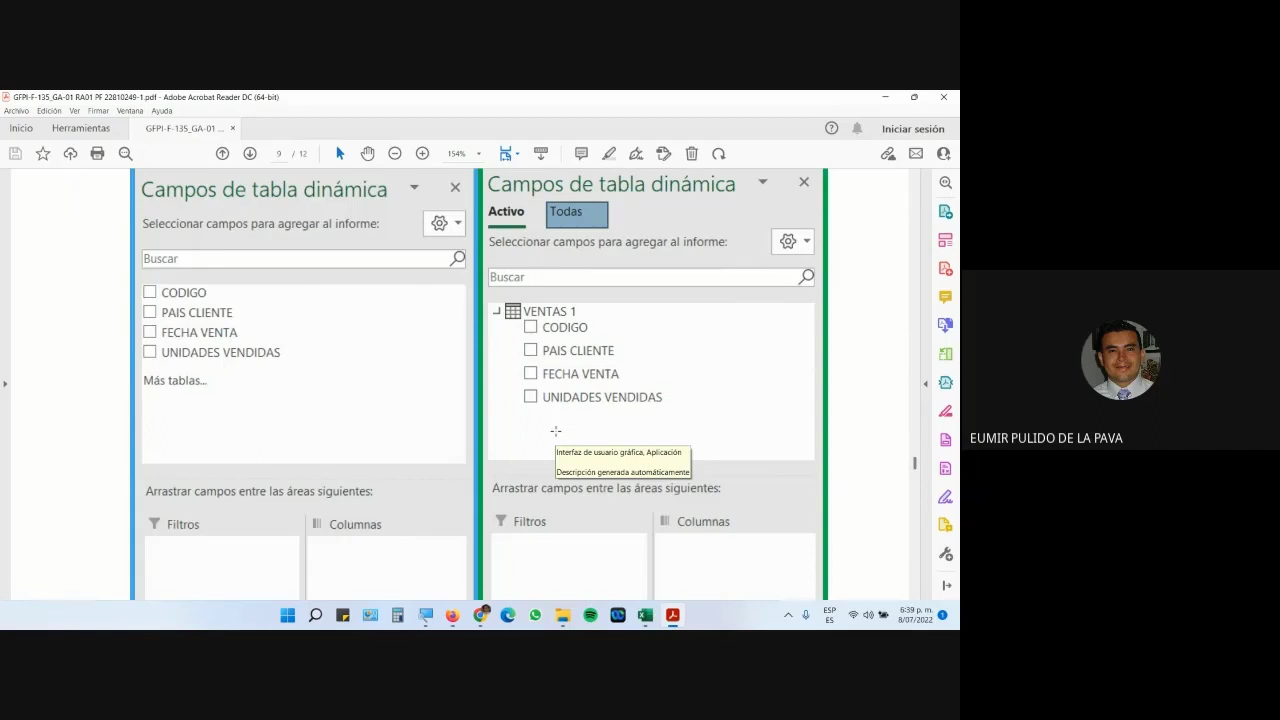 GFPI-F-135_GA-01 RA01 PF 22810249-1.pdf - Adobe Acrobat Reader DC (64-bit)
Archivo Edición Ver Firmar Ventana Ayuda
Inicio Herramientas GFPI-F-135_GA-01 ... × Iniciar sesión
9 / 12 154%
Campos de tabla dinámica
Seleccionar campos para agregar al informe:
Buscar
CODIGO
PAIS CLIENTE
FECHA VENTA
UNIDADES VENDIDAS
Más tablas...
Arrastrar campos entre las áreas siguientes:
Filtros Columnas
Campos de tabla dinámica
Activo Todas
Seleccionar campos para agregar al informe:
Buscar
VENTAS 1
CODIGO
PAIS CLIENTE
FECHA VENTA
UNIDADES VENDIDAS
Interfaz de usuario gráfica, Aplicación
Descripción generada automáticamente
Arrastrar campos entre las áreas siguientes:
Filtros Columnas
ESP
ES
6:39 p. m.
8/07/2022
EUMIR PULIDO DE LA PAVA